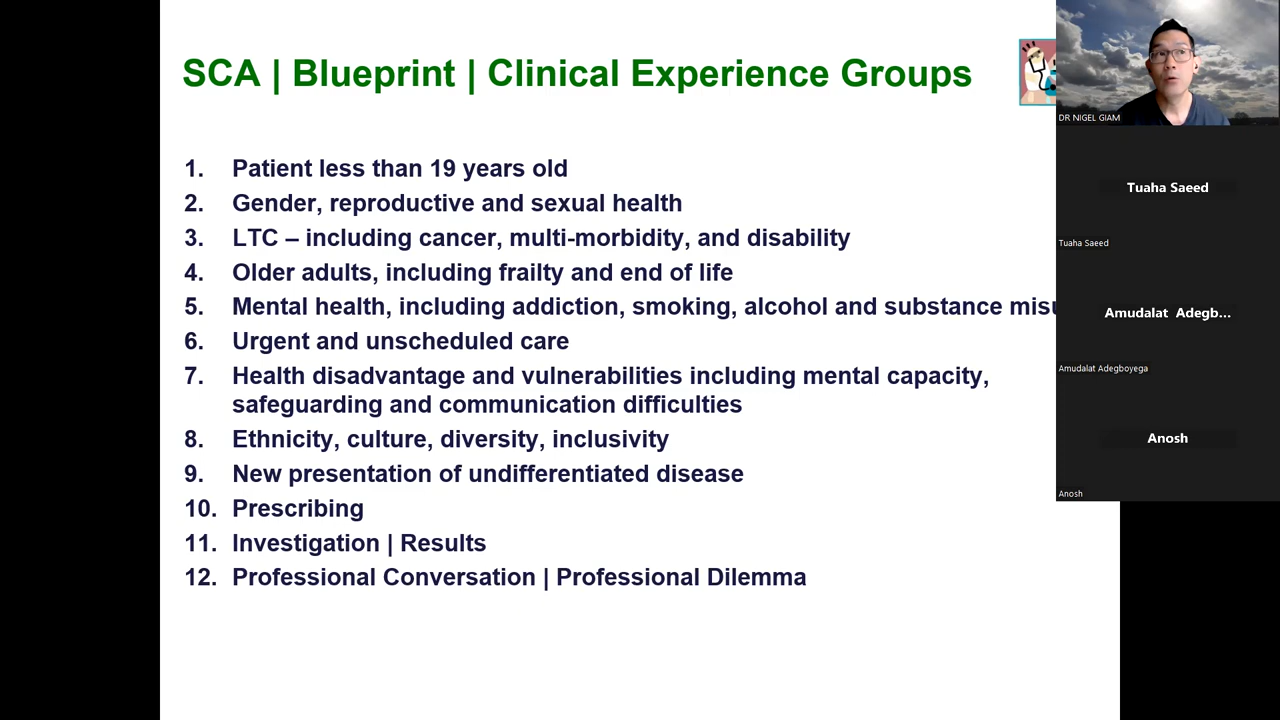 SCA | Blueprint | Clinical Experience Groups
1. Patient less than 19 years old
2. Gender, reproductive and sexual health
3. LTC – including cancer, multi-morbidity, and disability
4. Older adults, including frailty and end of life
5. Mental health, including addiction, smoking, alcohol and substance
6. Urgent and unscheduled care
7. Health disadvantage and vulnerabilities including mental capacity,
safeguarding and communication difficulties
8. Ethnicity, culture, diversity, inclusivity
9. New presentation of undifferentiated disease
10. Prescribing
11. Investigation | Results
12. Professional Conversation | Professional Dilemma
DR NIGEL GIAM
Tuaha Saeed
Tuaha Saeed
Amudalat Adegb...
Amudalat Adegboyega
Anosh
Anosh